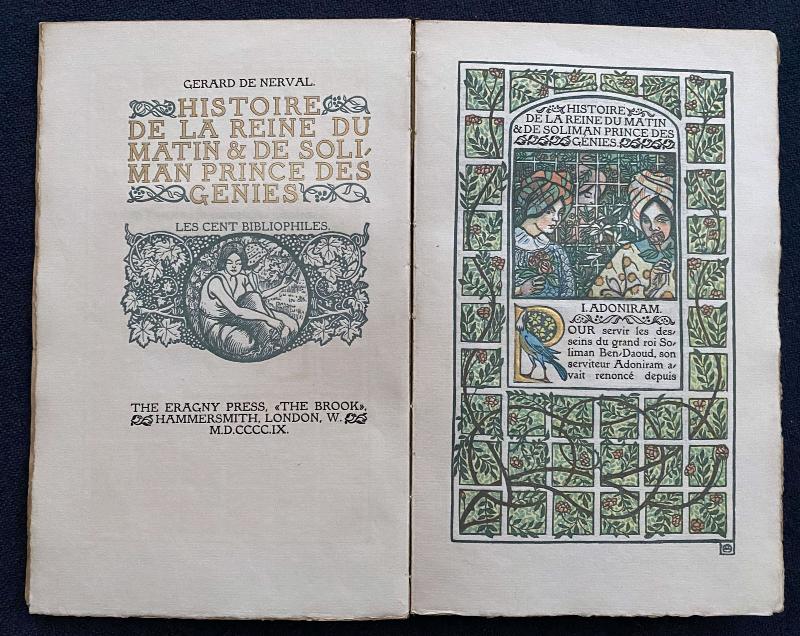 GERARD DE NERVAL.
HISTOIRE
DE LA REINE DU
MATIN & DE SOLI-
MAN PRINCE DES
GENIES
LES CENT BIBLIOPHILES.
THE ERAGNY PRESS, «THE BROOK»,
HAMMERSMITH, LONDON, W.
M.D.CCCC.IX.
HISTOIRE
DE LA REINE DU MATIN
& DE SOLIMAN PRINCE DES
GÉNIES.
I. ADONIRAM.
POUR servir les des-
seins du grand roi So-
liman Ben-Daoud, son
serviteur Adoniram a-
vait renoncé depuis